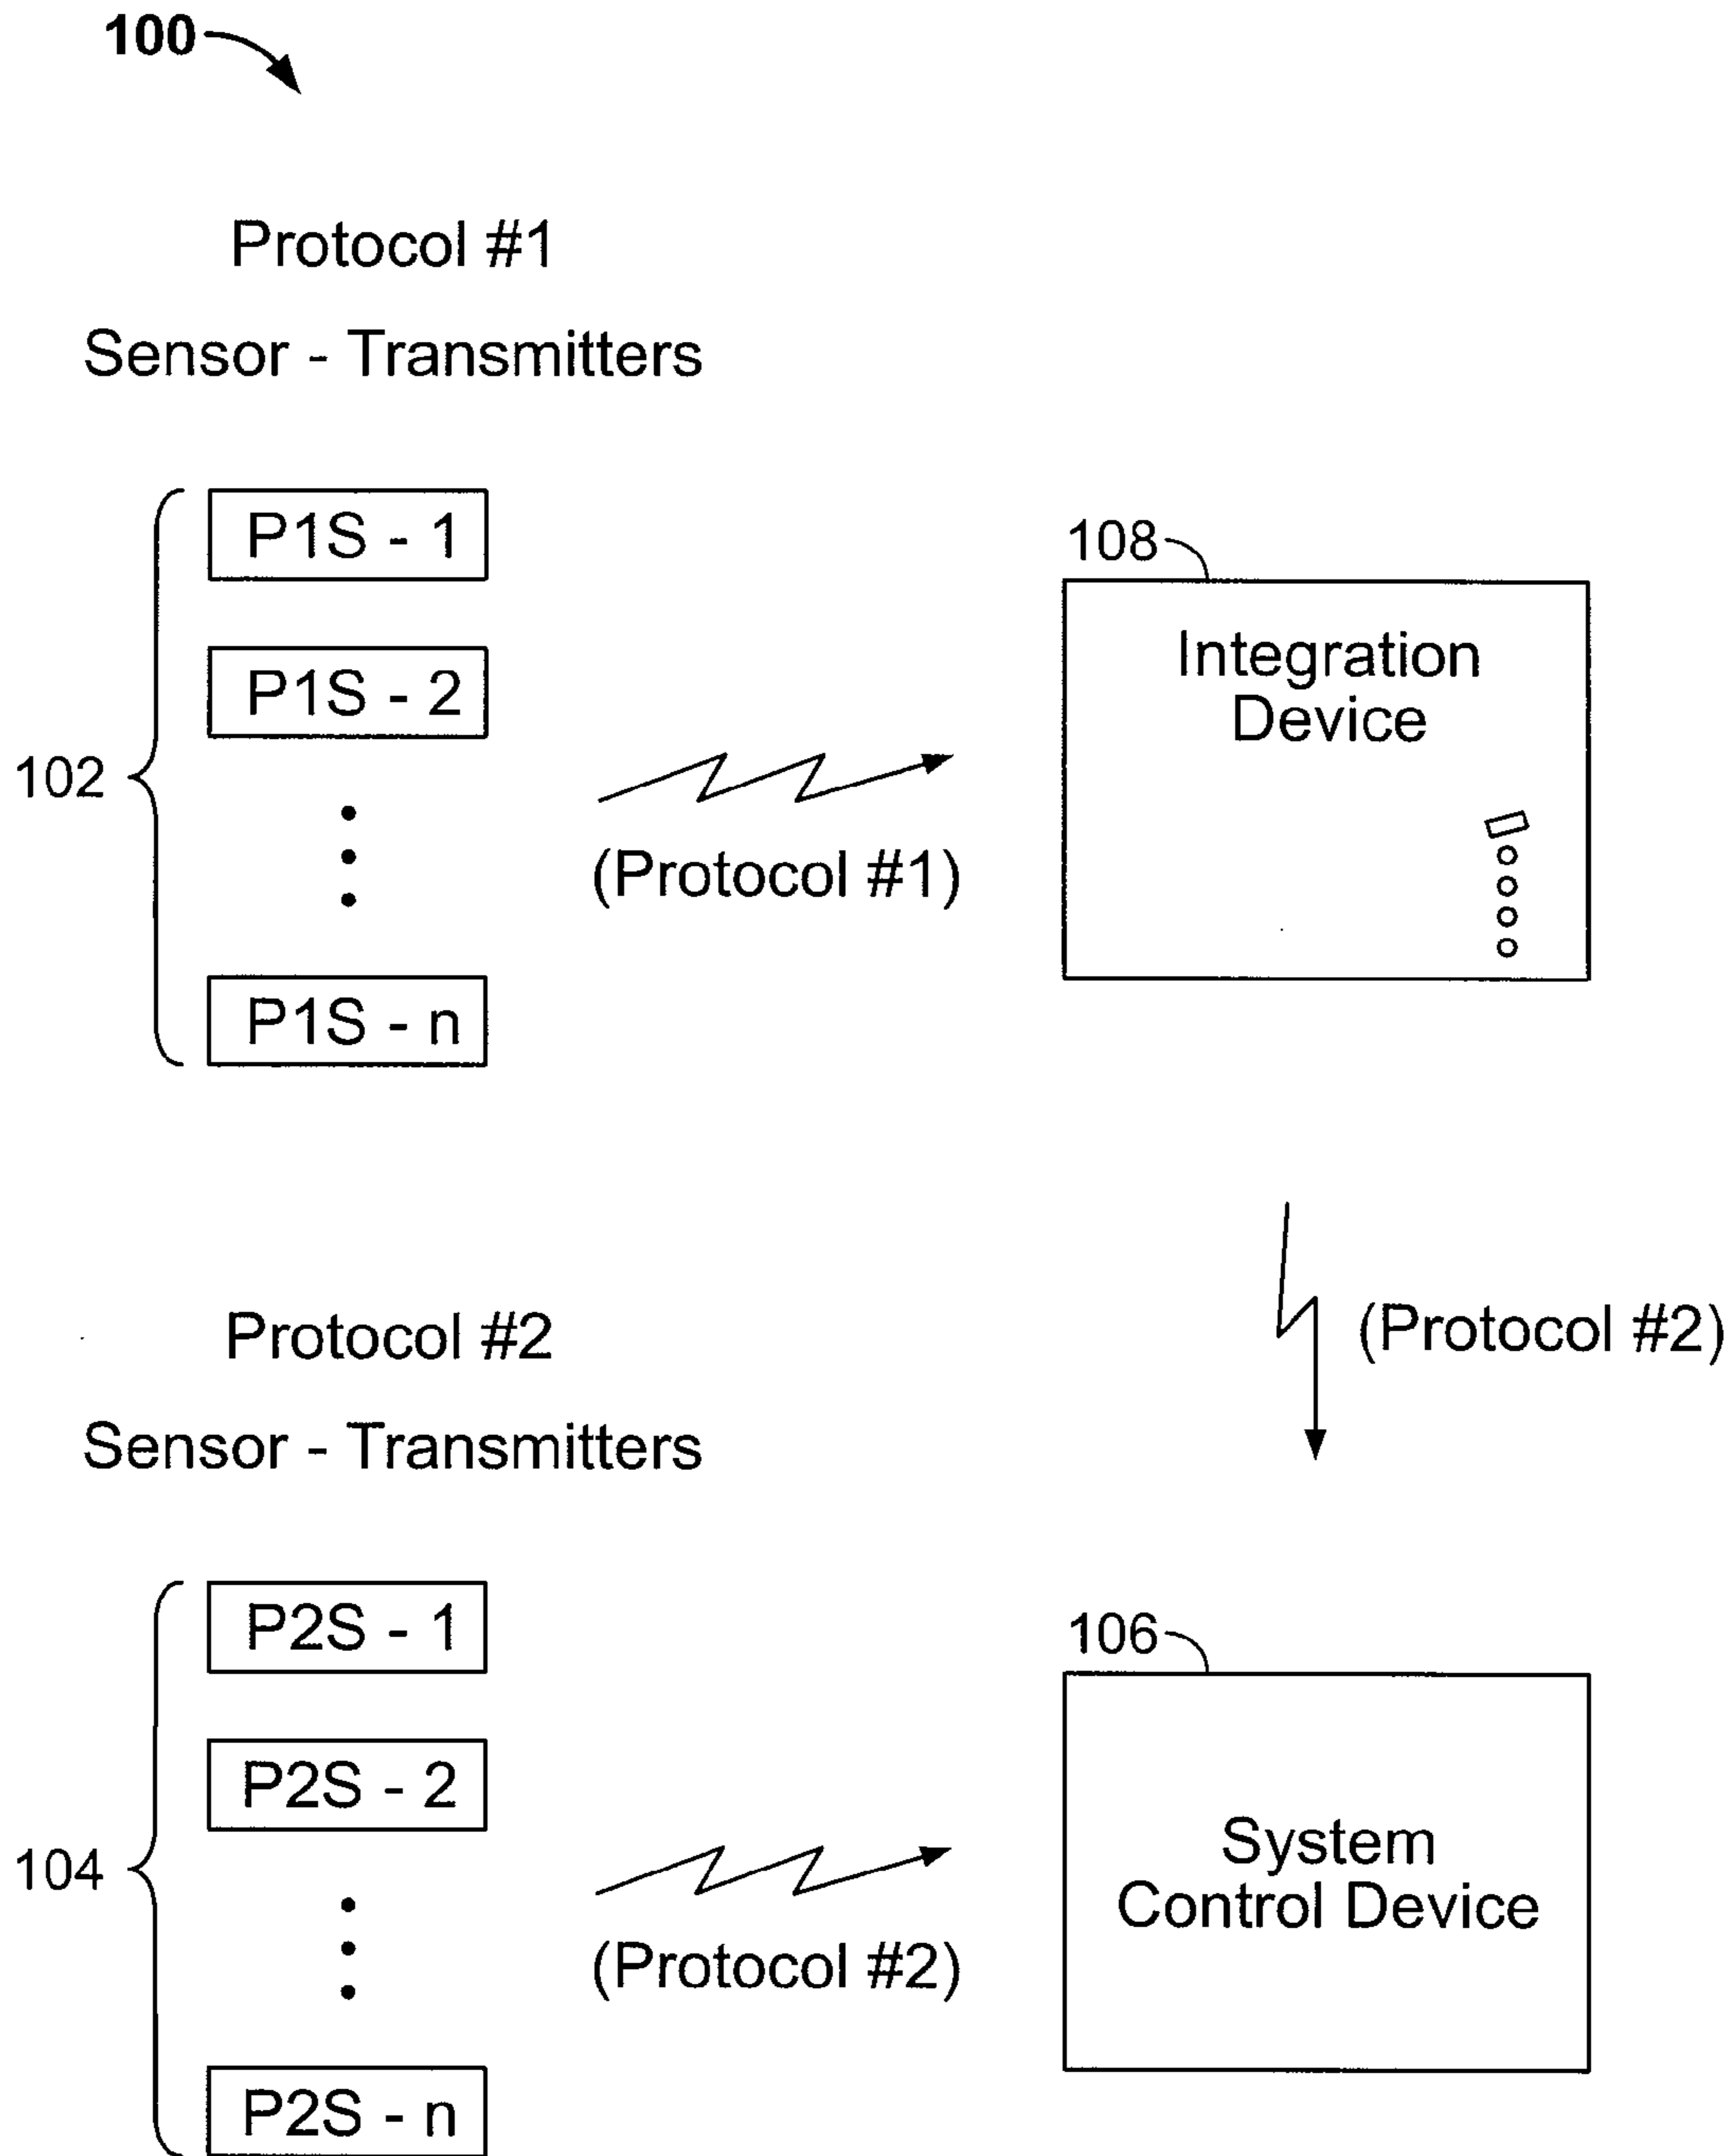 100
Protocol #1
Sensor - Transmitters
102
P1S - 1
P1S - 2
P1S - n
(Protocol #1)
108
Integration
Device
(Protocol #2)
Protocol #2
Sensor - Transmitters
104
P2S - 1
P2S - 2
P2S - n
(Protocol #2)
106
System
Control Device